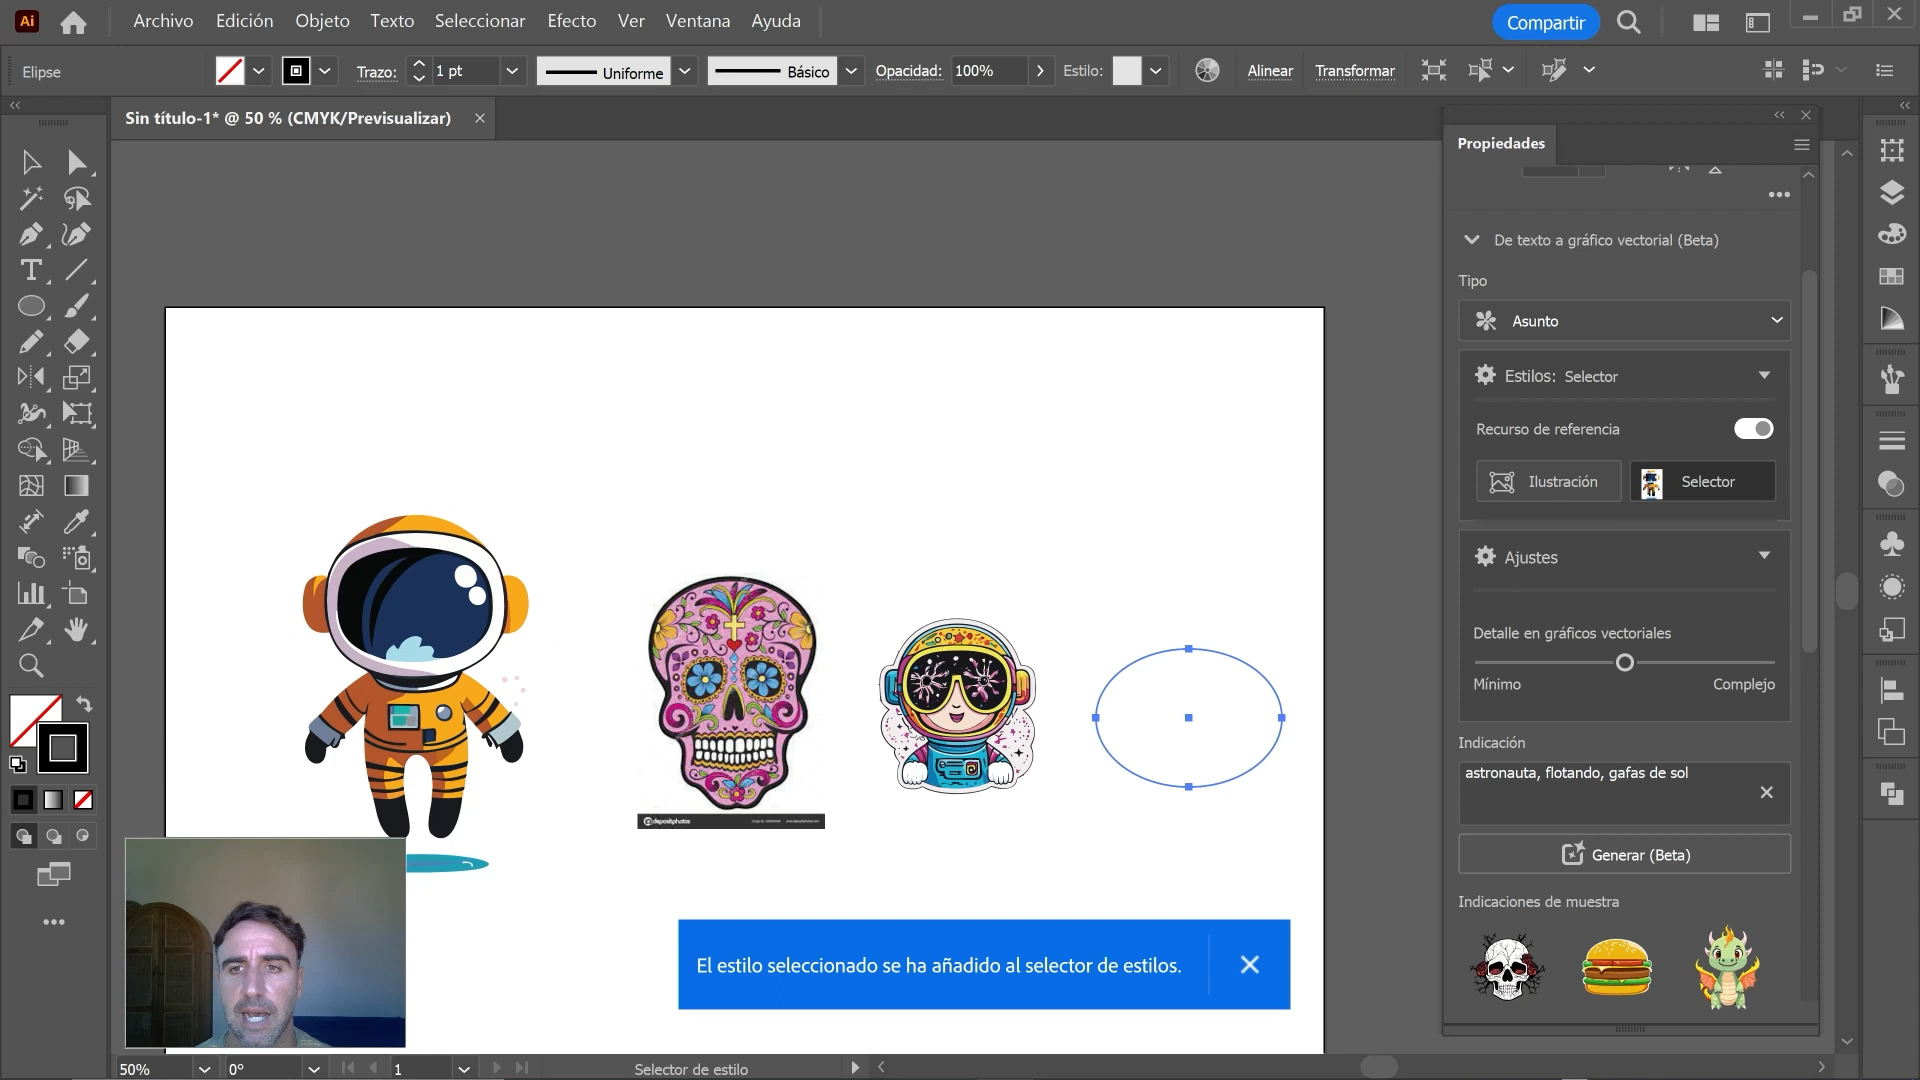 Ai
Archivo
Edición
Objeto
Texto
Seleccionar
Efecto
Ver
Ventana
Ayuda
Compartir
Elipse
Trazo:
1 pt
Uniforme
Básico
Opacidad:
100%
Estilo:
Alinear
Transformar
Sin título-1* @ 50 % (CMYK/Previsualizar)
Propiedades
De texto a gráfico vectorial (Beta)
Tipo
Asunto
Estilos: Selector
Recurso de referencia
Ilustración
Selector
Ajustes
Detalle en gráficos vectoriales
Mínimo
Complejo
Indicación
astronauta, flotando, gafas de sol
Generar (Beta)
Indicaciones de muestra
depositphotos
El estilo seleccionado se ha añadido al selector de estilos.
50%
0°
1
Selector de estilo